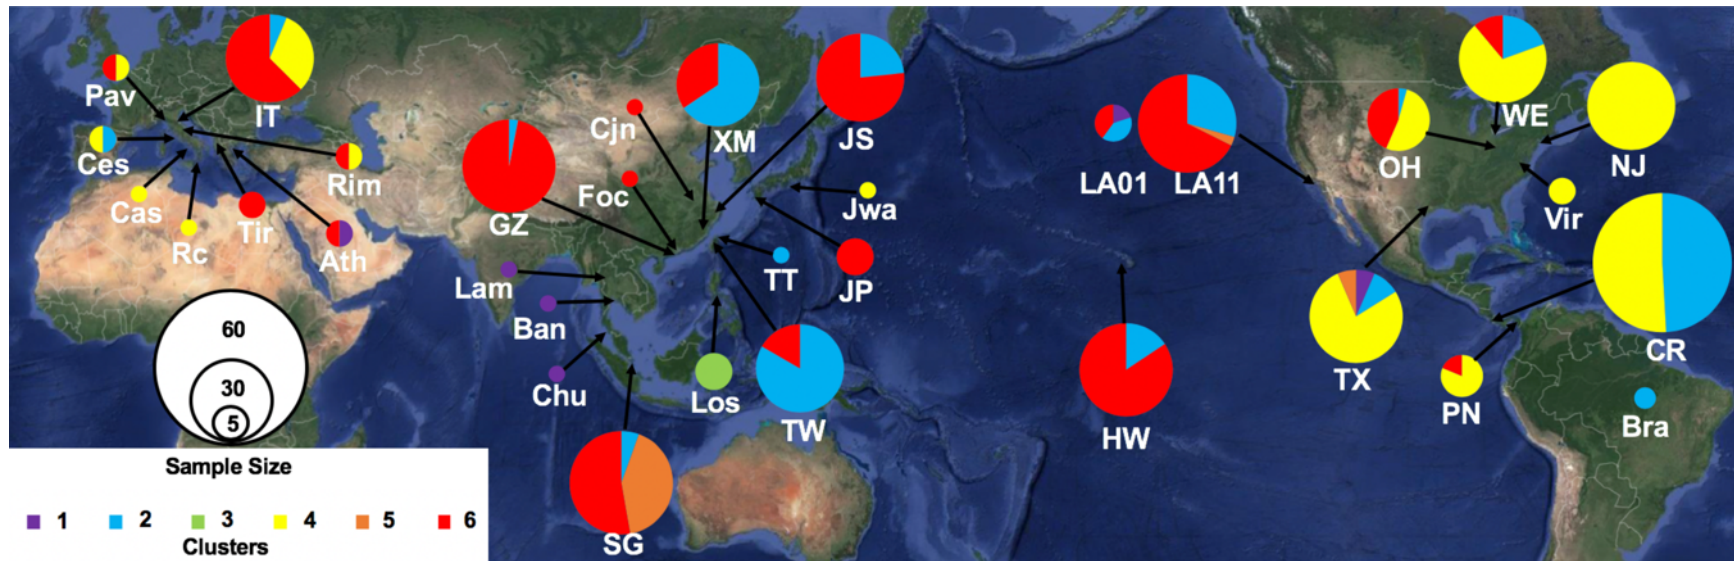 Pav
IT
Ces
Cas
Rc
Tir
Ath
Rim
GZ
Cjn
Foc
XM
JS
Jwa
TT
JP
Lam
Ban
Chu
Los
TW
SG
LA01
LA11
HW
OH
WE
NJ
Vir
TX
CR
PN
Bra
60
30
5
Sample Size
1 2 3 4 5 6
Clusters